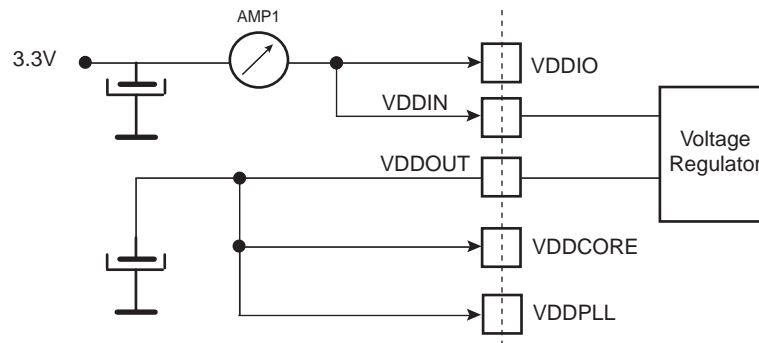 AMP1
3.3V
VDDIO
VDDIN
Voltage
Regulator
VDDOUT
VDDCORE
VDDPLL